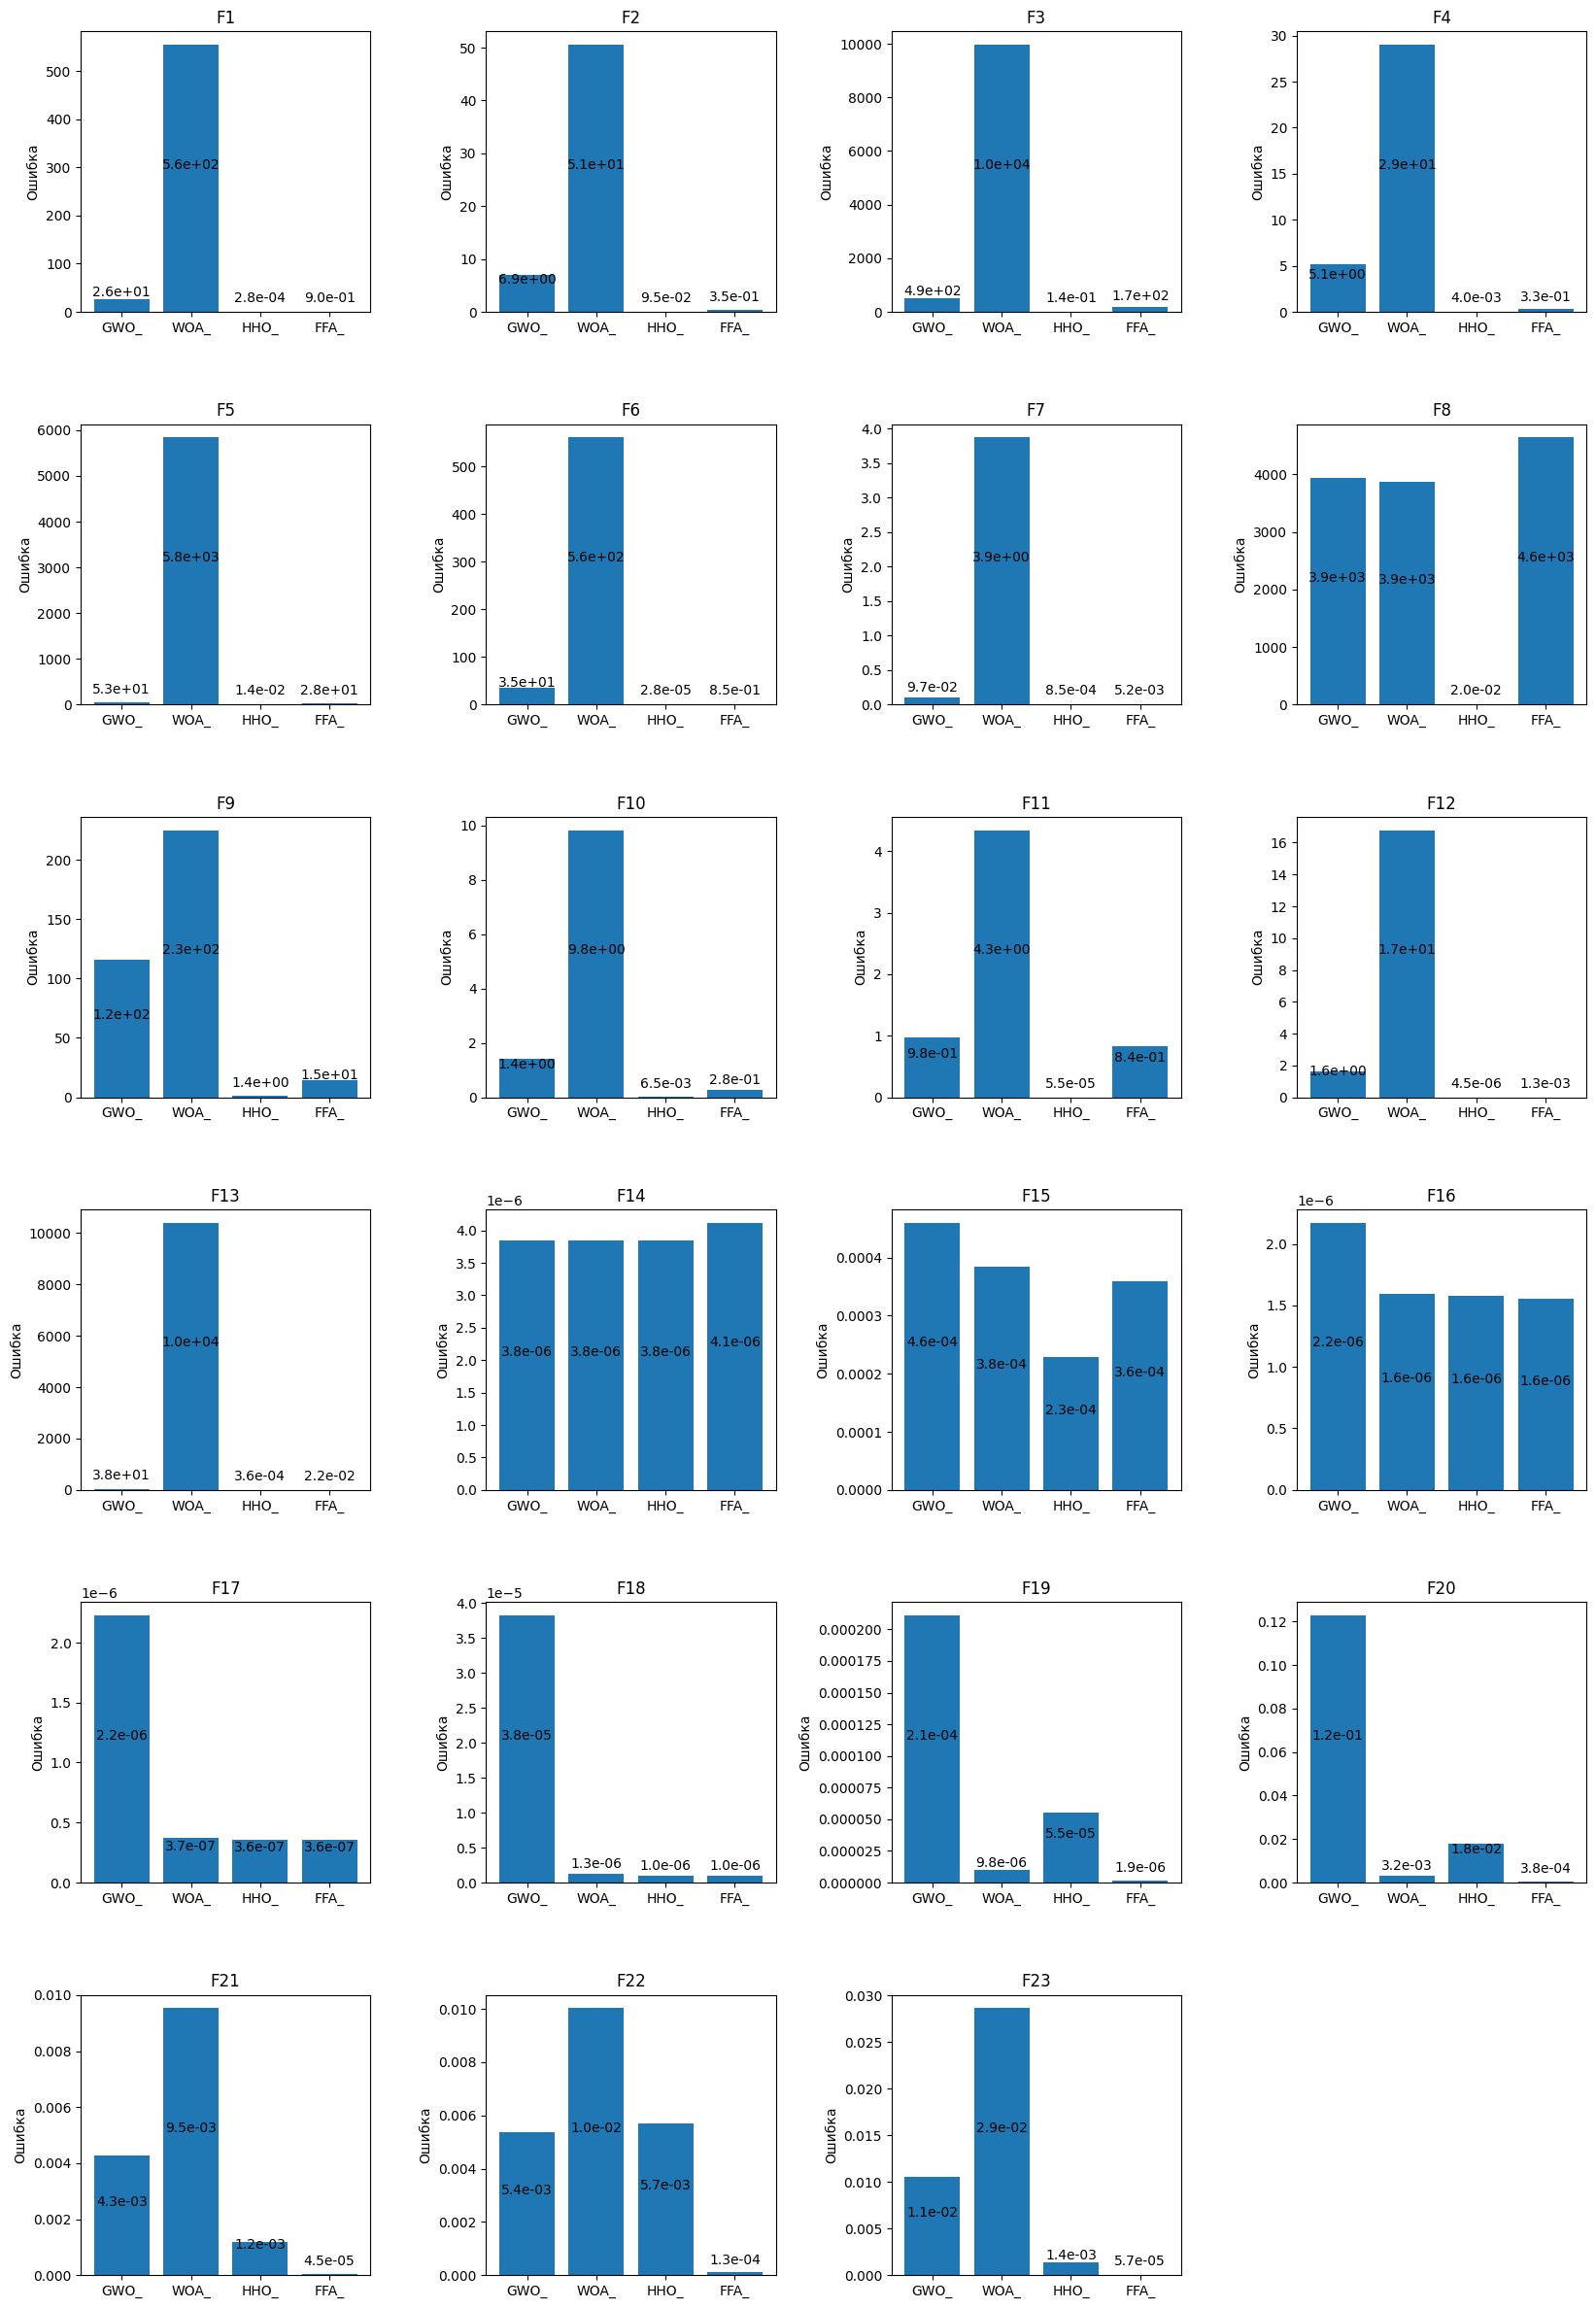 F1
Ошибка
500
400
300
200
100
0
2.6e+01
5.6e+02
2.8e-04
9.0e-01
GWO_ WOA_ HHO_ FFA_
F2
Ошибка
50
40
30
20
10
0
6.9e+00
5.1e+01
9.5e-02
3.5e-01
GWO_ WOA_ HHO_ FFA_
F3
Ошибка
10000
8000
6000
4000
2000
0
4.9e+02
1.0e+04
1.4e-01
1.7e+02
GWO_ WOA_ HHO_ FFA_
F4
Ошибка
30
25
20
15
10
5
0
5.1e+00
2.9e+01
4.0e-03
3.3e-01
GWO_ WOA_ HHO_ FFA_
F5
Ошибка
6000
5000
4000
3000
2000
1000
0
5.3e+01
5.8e+03
1.4e-02
2.8e+01
GWO_ WOA_ HHO_ FFA_
F6
Ошибка
500
400
300
200
100
0
3.5e+01
5.6e+02
2.8e-05
8.5e-01
GWO_ WOA_ HHO_ FFA_
F7
Ошибка
4.0
3.5
3.0
2.5
2.0
1.5
1.0
0.5
0.0
9.7e-02
3.9e+00
8.5e-04
5.2e-03
GWO_ WOA_ HHO_ FFA_
F8
Ошибка
4000
3000
2000
1000
0
3.9e+03
3.9e+03
2.0e-02
4.6e+03
GWO_ WOA_ HHO_ FFA_
F9
Ошибка
200
150
100
50
0
1.2e+02
2.3e+02
1.4e+00
1.5e+01
GWO_ WOA_ HHO_ FFA_
F10
Ошибка
10
8
6
4
2
0
1.4e+00
9.8e+00
6.5e-03
2.8e-01
GWO_ WOA_ HHO_ FFA_
F11
Ошибка
4
3
2
1
0
9.8e-01
4.3e+00
5.5e-05
8.4e-01
GWO_ WOA_ HHO_ FFA_
F12
Ошибка
16
14
12
10
8
6
4
2
0
1.6e+00
1.7e+01
4.5e-06
1.3e-03
GWO_ WOA_ HHO_ FFA_
F13
Ошибка
10000
8000
6000
4000
2000
0
3.8e+01
1.0e+04
3.6e-04
2.2e-02
GWO_ WOA_ HHO_ FFA_
F14
1e−6
Ошибка
4.0
3.5
3.0
2.5
2.0
1.5
1.0
0.5
0.0
3.8e-06
3.8e-06
3.8e-06
4.1e-06
GWO_ WOA_ HHO_ FFA_
F15
Ошибка
0.0004
0.0003
0.0002
0.0001
0.0000
4.6e-04
3.8e-04
2.3e-04
3.6e-04
GWO_ WOA_ HHO_ FFA_
F16
1e−6
Ошибка
2.0
1.5
1.0
0.5
0.0
2.2e-06
1.6e-06
1.6e-06
1.6e-06
GWO_ WOA_ HHO_ FFA_
F17
1e−6
Ошибка
2.0
1.5
1.0
0.5
0.0
2.2e-06
3.7e-07
3.6e-07
3.6e-07
GWO_ WOA_ HHO_ FFA_
F18
1e−5
Ошибка
4.0
3.5
3.0
2.5
2.0
1.5
1.0
0.5
0.0
3.8e-05
1.3e-06
1.0e-06
1.0e-06
GWO_ WOA_ HHO_ FFA_
F19
Ошибка
0.000200
0.000175
0.000150
0.000125
0.000100
0.000075
0.000050
0.000025
0.000000
2.1e-04
9.8e-06
5.5e-05
1.9e-06
GWO_ WOA_ HHO_ FFA_
F20
Ошибка
0.12
0.10
0.08
0.06
0.04
0.02
0.00
1.2e-01
3.2e-03
1.8e-02
3.8e-04
GWO_ WOA_ HHO_ FFA_
F21
Ошибка
0.010
0.008
0.006
0.004
0.002
0.000
4.3e-03
9.5e-03
1.2e-03
4.5e-05
GWO_ WOA_ HHO_ FFA_
F22
Ошибка
0.010
0.008
0.006
0.004
0.002
0.000
5.4e-03
1.0e-02
5.7e-03
1.3e-04
GWO_ WOA_ HHO_ FFA_
F23
Ошибка
0.030
0.025
0.020
0.015
0.010
0.005
0.000
1.1e-02
2.9e-02
1.4e-03
5.7e-05
GWO_ WOA_ HHO_ FFA_